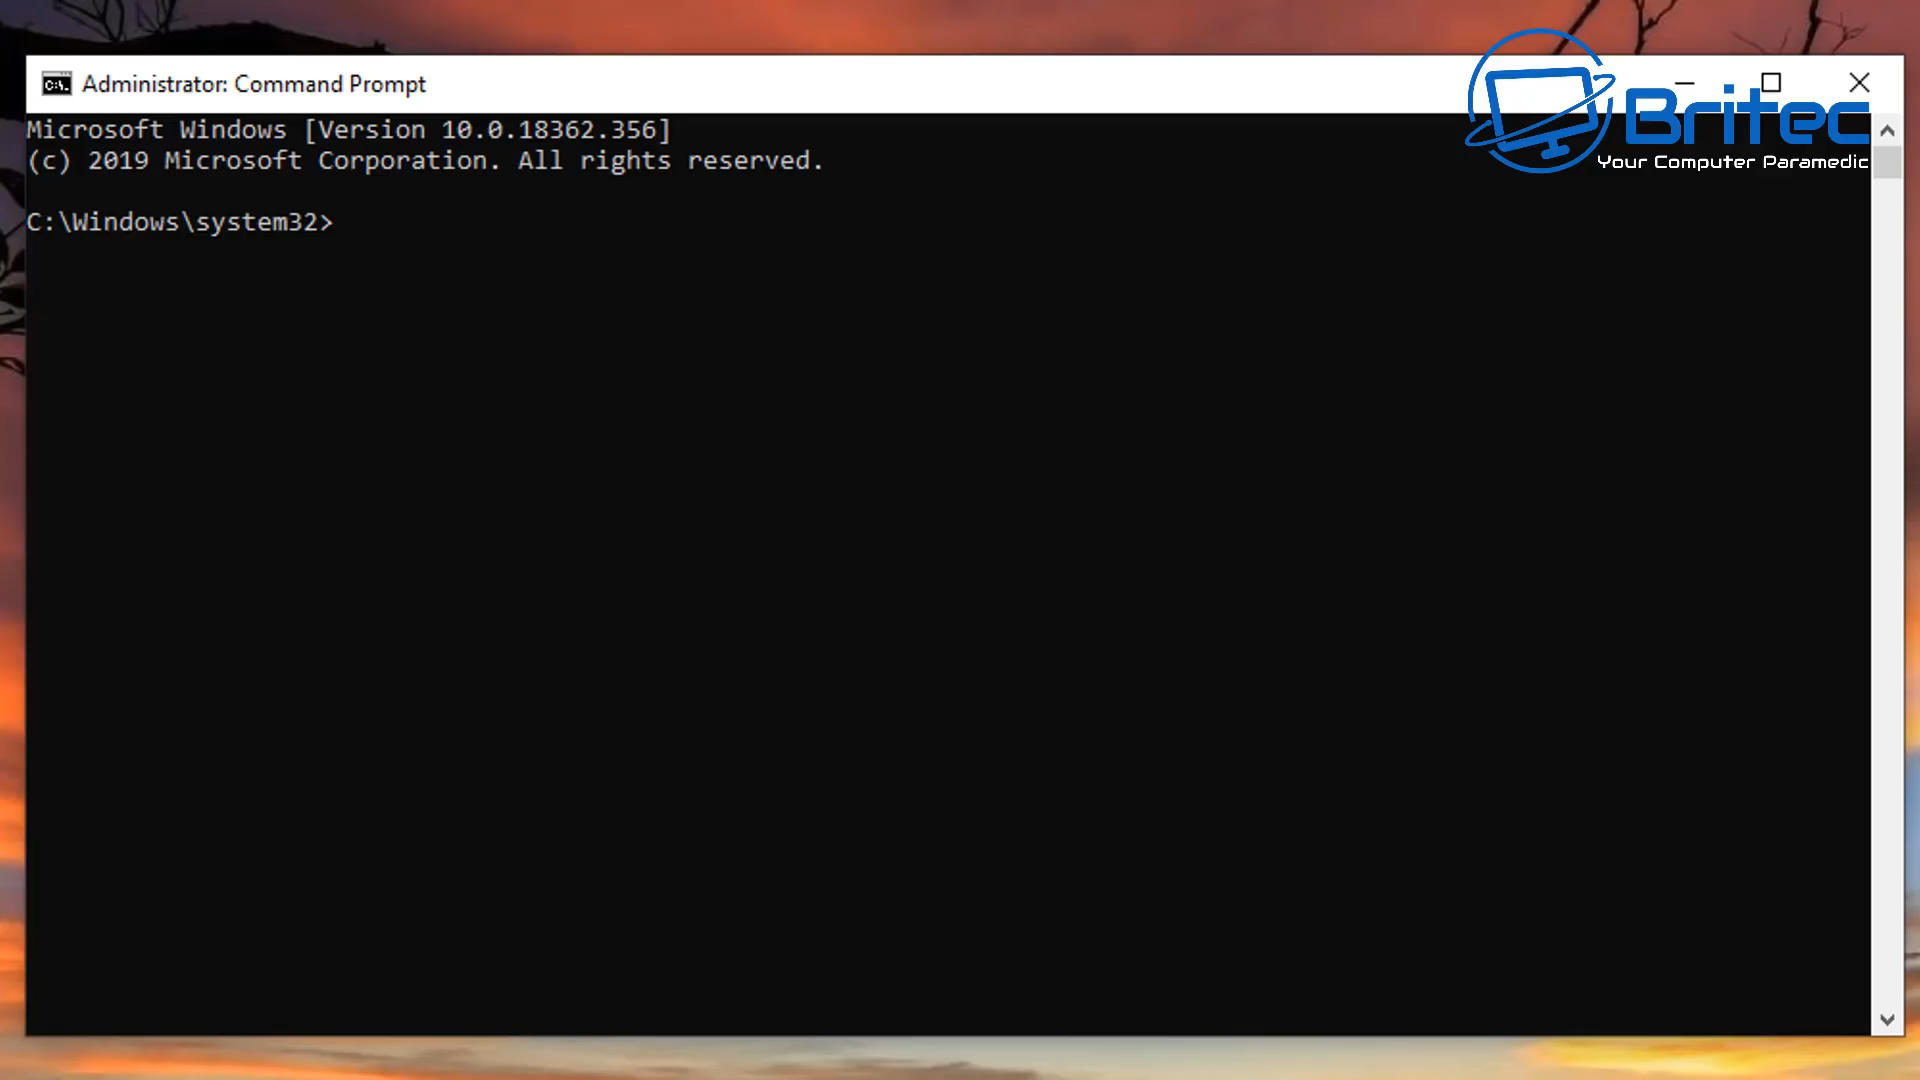 Administrator: Command Prompt
Britec
Your Computer Paramedic
Microsoft Windows [Version 10.0.18362.356]
(c) 2019 Microsoft Corporation. All rights reserved.
C:\Windows\system32>